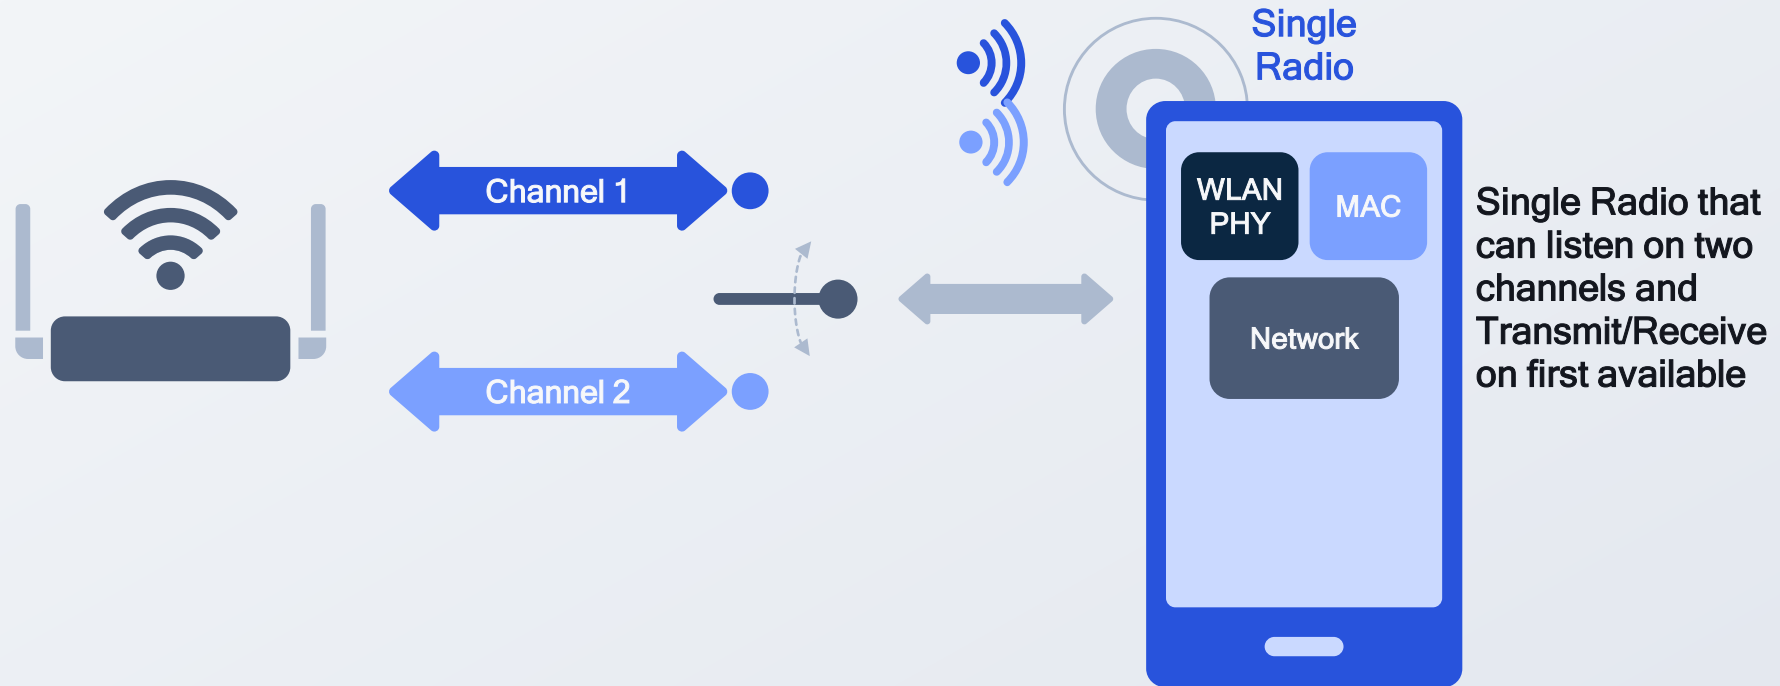 Single
Radio
Channel 1
WLAN
PHY
MAC
Single Radio that
can listen on two
channels and
Transmit/Receive
on first available
Network
Channel 2